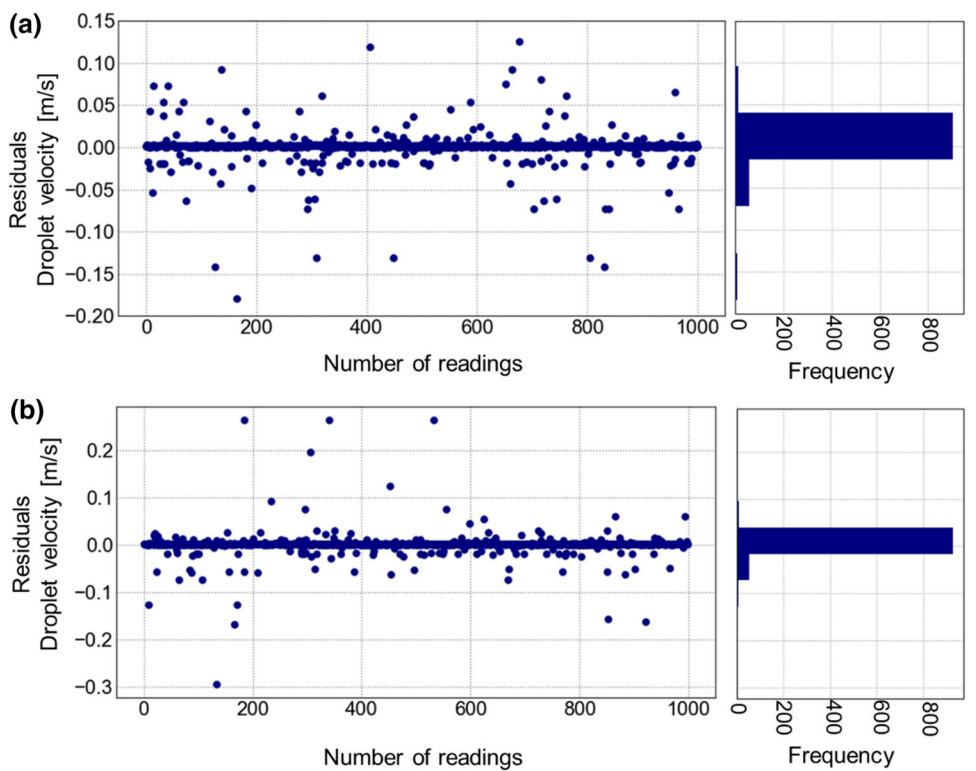 (a)
0.15
0.10
0.05
0.00
−0.05
−0.10
−0.15
−0.20
Residuals
Droplet velocity [m/s]
0 200 400 600 800 1000
Number of readings
0 200 400 600 800
Frequency
(b)
0.2
0.1
0.0
−0.1
−0.2
−0.3
Residuals
Droplet velocity [m/s]
0 200 400 600 800 1000
Number of readings
0 200 400 600 800
Frequency